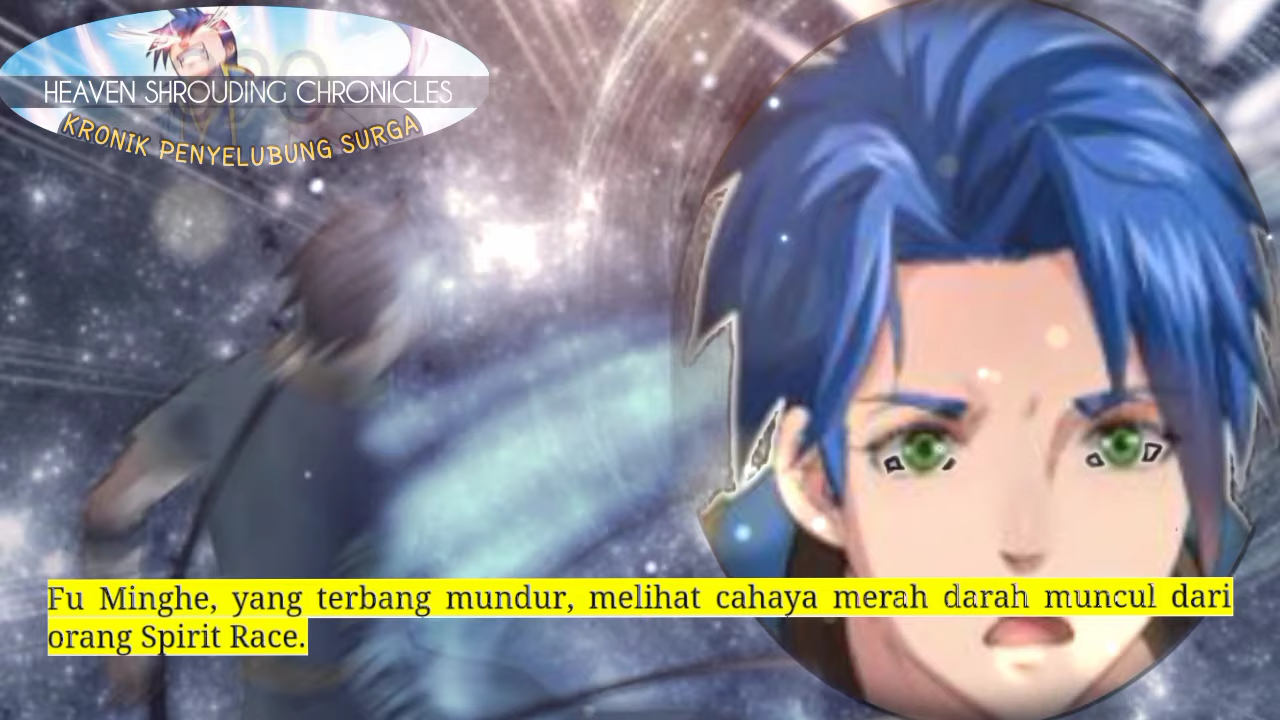 HEAVEN SHROUDING CHRONICLES
KRONIK PENYELUBUNG SURGA
Fu Minghe, yang terbang mundur, melihat cahaya merah darah muncul dari
orang Spirit Race.